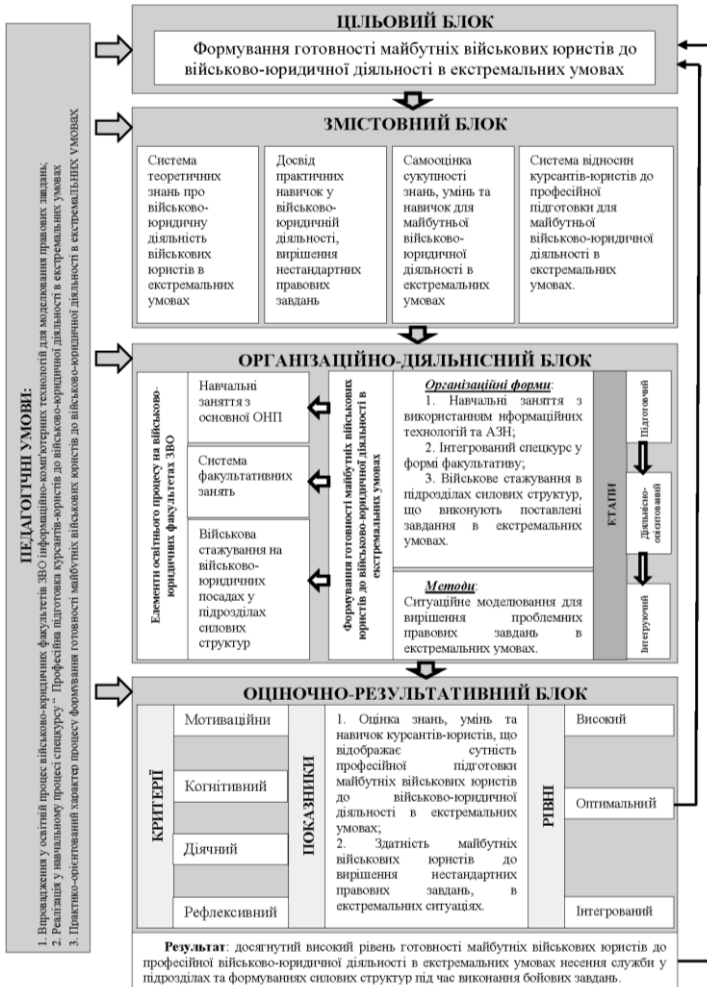 ПЕДАГОГІЧНІ УМОВИ:
1. Впровадження у освітній процес військово-юридичних факультетів ЗВО інформаційно-комп'ютерних технологій для моделювання правових завдань;
2. Реалізація у навчальному процесі спецкурсу “ Професійна підготовка курсантів-юристів до військово-юридичної діяльності в екстремальних умовах
3. Практико-орієнтований характер процесу формування готовності майбутніх військових юристів до військово-юридичної діяльності в екстремальних умовах
ЦІЛЬОВИЙ БЛОК
Формування готовності майбутніх військових юристів до
військово-юридичної діяльності в екстремальних умовах
ЗМІСТОВНИЙ БЛОК
Система
теоретичних
знань про
військово-
юридичну
діяльність
військових
юристів в
екстремальних
умовах
Досвід
практичних
навичок у
військово-
юридичній
діяльності,
вирішення
нестандартних
правових
завдань
Самооцінка
сукупності
знань, умінь та
навичок для
майбутньої
військово-
юридичної
діяльності в
екстремальних
умовах
Система відносин
курсантів-юристів до
професійної
підготовки для
майбутньої
військово-юридичної
діяльності в
екстремальних
умовах.
ОРГАНІЗАЦІЙНО-ДІЯЛЬНІСНИЙ БЛОК
Елементи освітнього процесу на військово-
юридичних факультетах ЗВО
Навчальні
заняття з
основної ОНП
Система
факультативних
занять
Військова
стажування на
військово-
юридичних
посадах у
підрозділах
силових
структур
Формування готовності майбутніх військових
юристів до військово-юридичної діяльності в
екстремальних умовах
Організаційні форми:
1. Навчальні заняття з
використанням нформаційних
технологій та АЗН;
2. Інтегрований спецкурс у
формі факультативу;
3. Військове стажування в
підрозділах силових структур,
що виконують поставлені
завдання в екстремальних
умовах.
Методи:
Ситуаційне моделювання для
вирішення проблемних
правових завдань в
екстремальних умовах.
ЕТАПИ
Підготовчий
Діяльнісно-
орієнтований
Інтегруючий
ОЦІНОЧНО-РЕЗУЛЬТАТИВНИЙ БЛОК
КРИТЕРІЇ
Мотиваційни
Когнітивний
Діячний
Рефлексивний
ПОКАЗНИКИ
1. Оцінка знань, умінь та
навичок курсантів-юристів, що
відображає сутність
професійної підготовки
майбутніх військових юристів
до військово-юридичної
діяльності в екстремальних
умовах;
2. Здатність майбутніх
військових юристів до
вирішення нестандартних
правових завдань, в
екстремальних ситуаціях.
РІВНІ
Високий
Оптимальний
Інтегрований
Результат: досягнутий високий рівень готовності майбутніх військових юристів до
професійної військово-юридичної діяльності в екстремальних умовах несення служби у
підрозділах та формуваннях силових структур під час виконання бойових завдань.